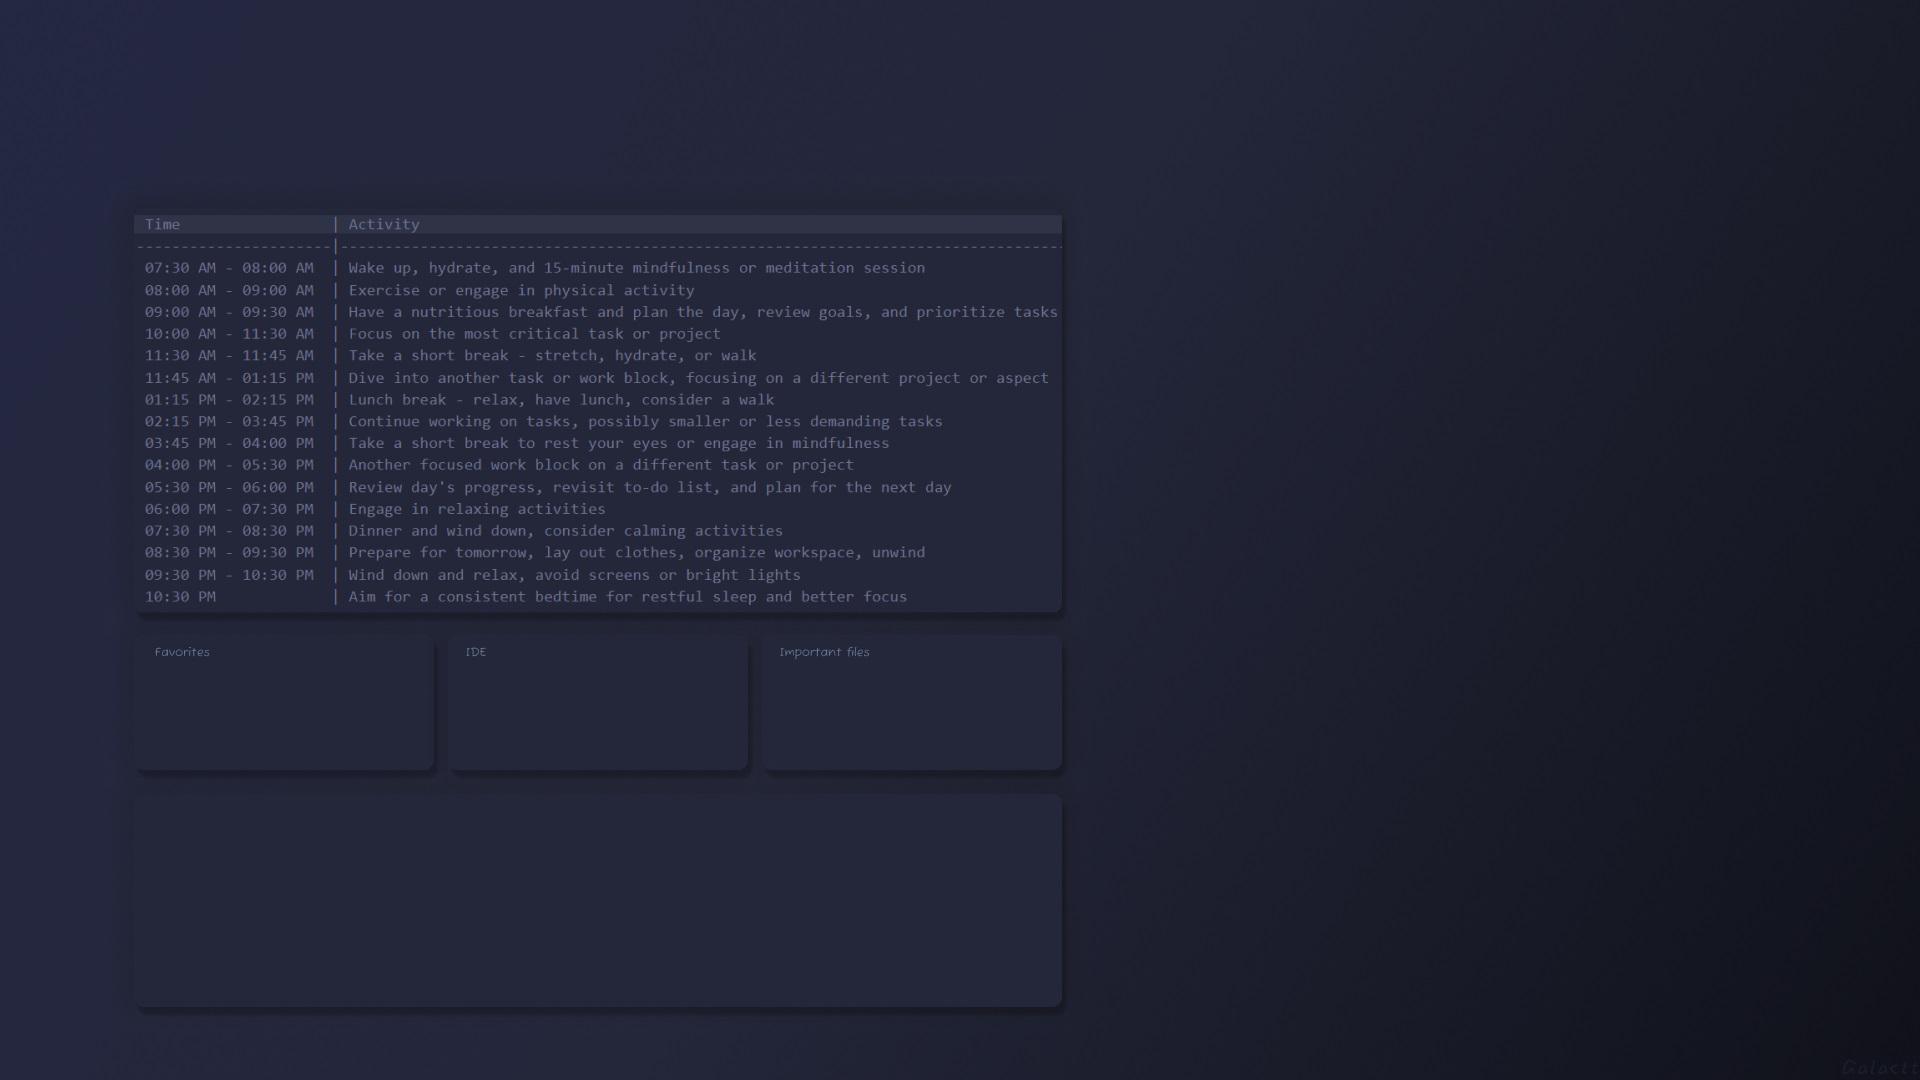 Time | Activity
----------------------|----------------------------------------------------------------------------------
07:30 AM - 08:00 AM | Wake up, hydrate, and 15-minute mindfulness or meditation session
08:00 AM - 09:00 AM | Exercise or engage in physical activity
09:00 AM - 09:30 AM | Have a nutritious breakfast and plan the day, review goals, and prioritize tasks
10:00 AM - 11:30 AM | Focus on the most critical task or project
11:30 AM - 11:45 AM | Take a short break - stretch, hydrate, or walk
11:45 AM - 01:15 PM | Dive into another task or work block, focusing on a different project or aspect
01:15 PM - 02:15 PM | Lunch break - relax, have lunch, consider a walk
02:15 PM - 03:45 PM | Continue working on tasks, possibly smaller or less demanding tasks
03:45 PM - 04:00 PM | Take a short break to rest your eyes or engage in mindfulness
04:00 PM - 05:30 PM | Another focused work block on a different task or project
05:30 PM - 06:00 PM | Review day's progress, revisit to-do list, and plan for the next day
06:00 PM - 07:30 PM | Engage in relaxing activities
07:30 PM - 08:30 PM | Dinner and wind down, consider calming activities
08:30 PM - 09:30 PM | Prepare for tomorrow, lay out clothes, organize workspace, unwind
09:30 PM - 10:30 PM | Wind down and relax, avoid screens or bright lights
10:30 PM | Aim for a consistent bedtime for restful sleep and better focus
Favorites
IDE
Important files